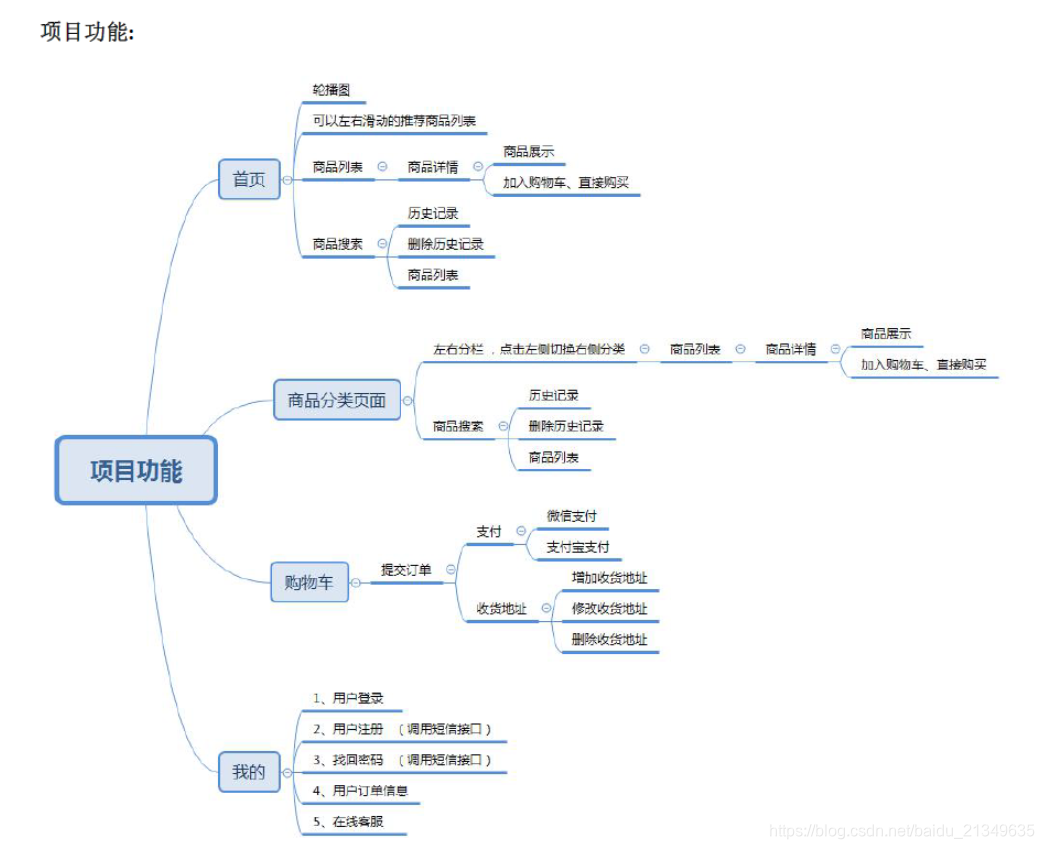 项目功能:
项目功能
首页
轮播图
可以左右滑动的推荐商品列表
商品列表
商品详情
商品展示
加入购物车、直接购买
商品搜索
历史记录
删除历史记录
商品列表
商品分类页面
左右分栏 ，点击左侧切换右侧分类
商品列表
商品详情
商品展示
加入购物车、直接购买
商品搜索
历史记录
删除历史记录
商品列表
购物车
提交订单
支付
微信支付
支付宝支付
收货地址
增加收货地址
修改收货地址
删除收货地址
我的
1、用户登录
2、用户注册 （调用短信接口）
3、找回密码 （调用短信接口）
4、用户订单信息
5、在线客服
https://blog.csdn.net/baidu_21349635